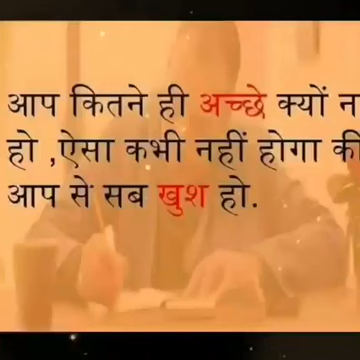 आप कितने ही अच्छे क्यों न
हो ,ऐसा कभी नहीं होगा की
आप से सब खुश हो.